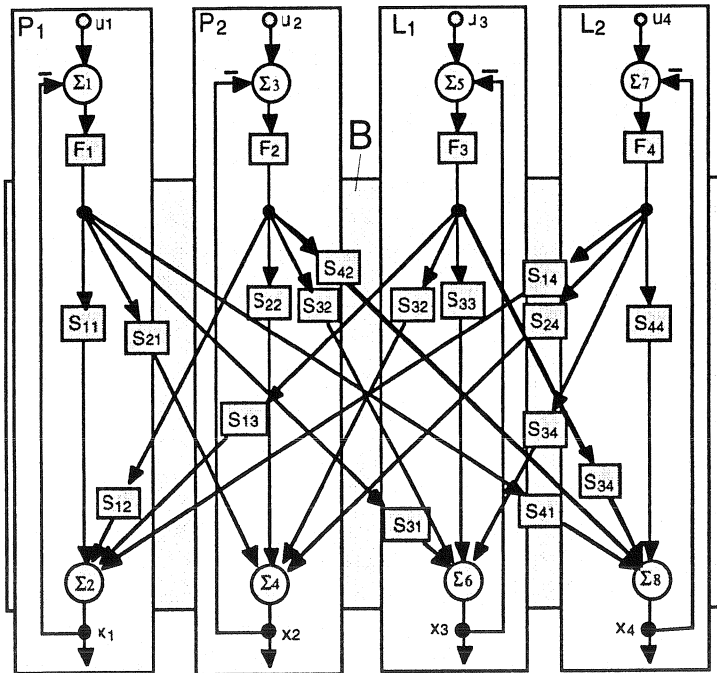 P1 u1 P2 u2 L1 u3 L2 u4
− − − −
Σ1 Σ3 Σ5 Σ7
F1 F2 F3 F4
B
S42 S14
S22 S32 S32 S33
S11 S21 S24 S44
S13 S34
S12 S31 S41 S34
Σ2 Σ4 Σ6 Σ8
x1 x2 x3 x4